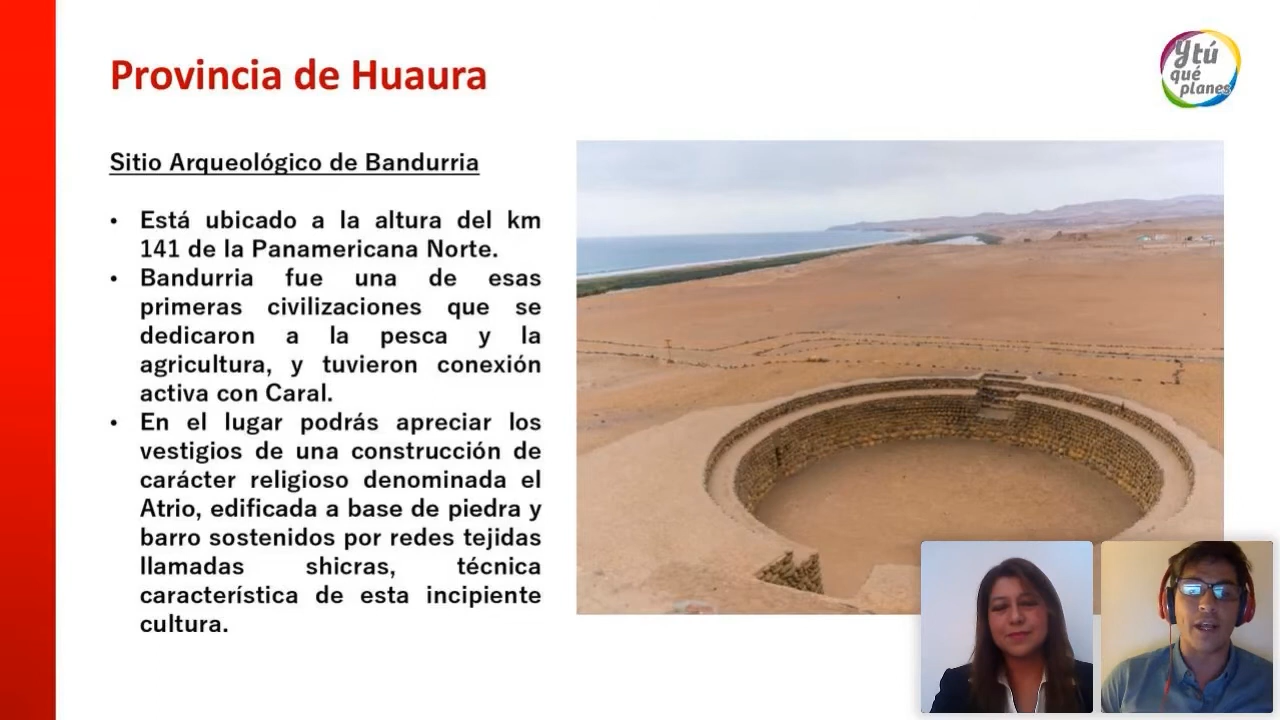 Provincia de Huaura
Ytú
qué
planes
Sitio Arqueológico de Bandurria
• Está ubicado a la altura del km
141 de la Panamericana Norte.
• Bandurria fue una de esas
primeras civilizaciones que se
dedicaron a la pesca y la
agricultura, y tuvieron conexión
activa con Caral.
• En el lugar podrás apreciar los
vestigios de una construcción de
carácter religioso denominada el
Atrio, edificada a base de piedra y
barro sostenidos por redes tejidas
llamadas shicras, técnica
característica de esta incipiente
cultura.